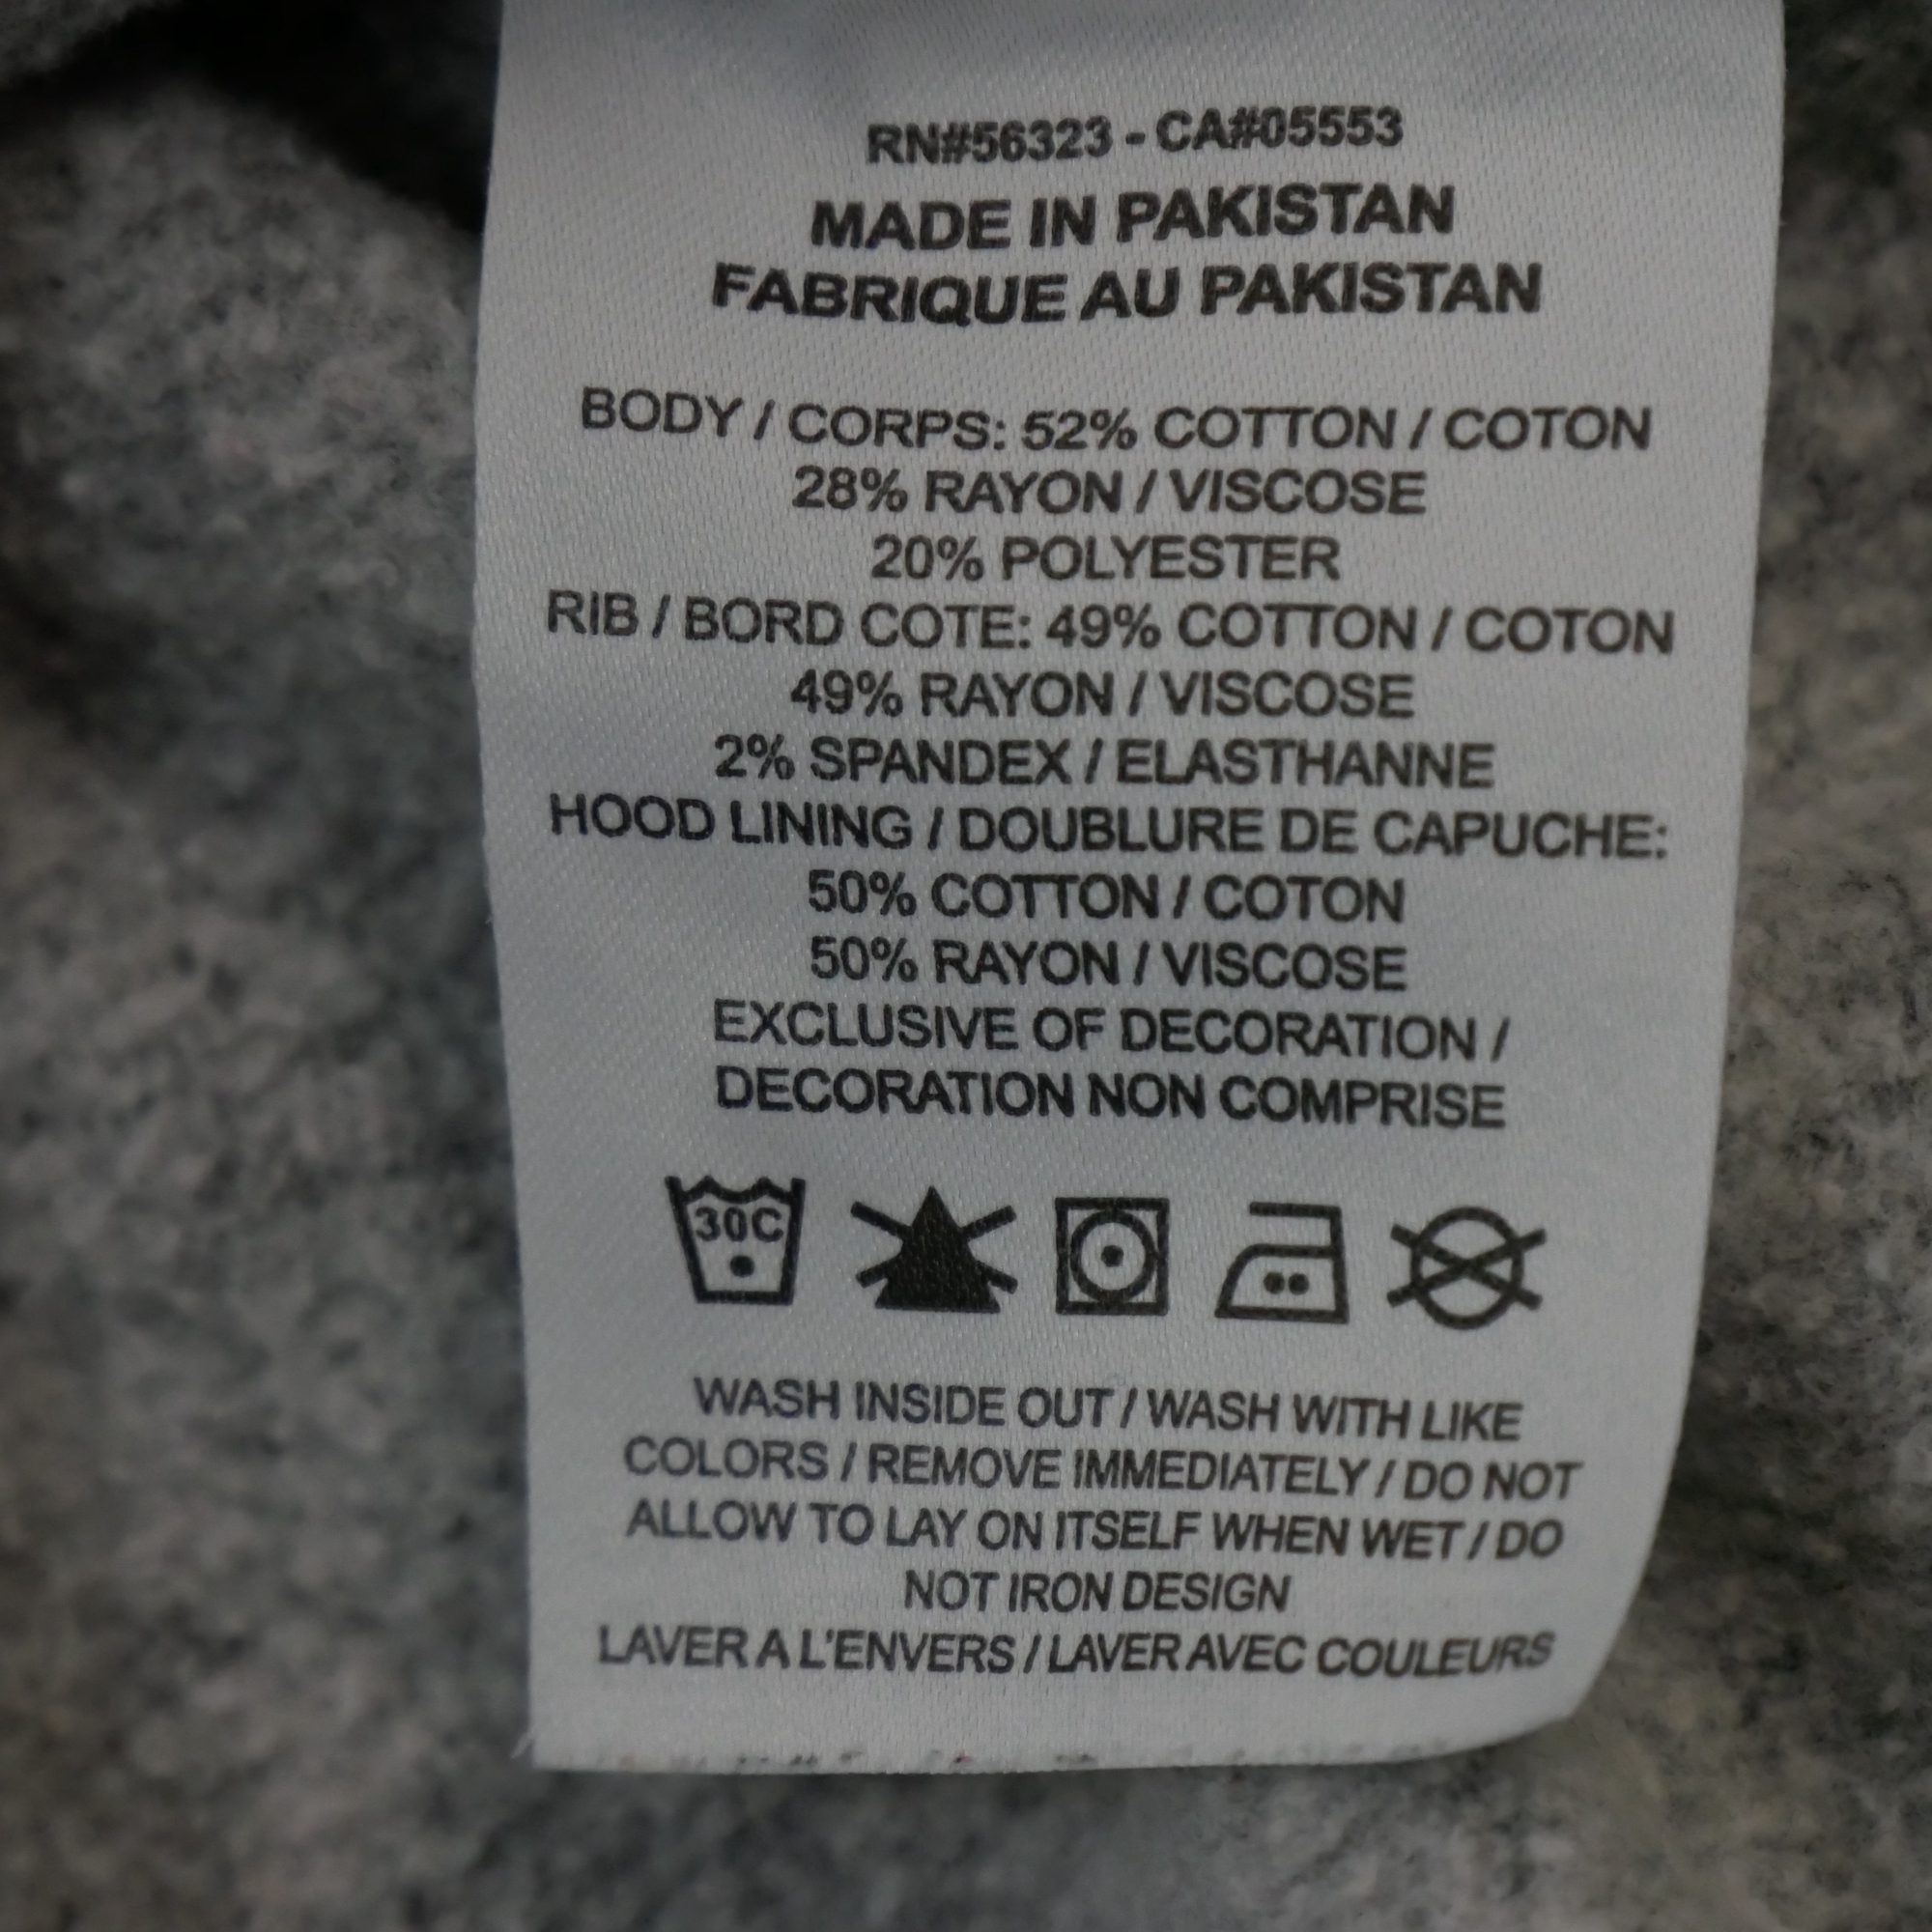 RN#56323 - CA#05553
MADE IN PAKISTAN
FABRIQUE AU PAKISTAN
BODY / CORPS: 52% COTTON / COTON
28% RAYON / VISCOSE
20% POLYESTER
RIB / BORD COTE: 49% COTTON / COTON
49% RAYON / VISCOSE
2% SPANDEX / ELASTHANNE
HOOD LINING / DOUBLURE DE CAPUCHE:
50% COTTON / COTON
50% RAYON / VISCOSE
EXCLUSIVE OF DECORATION /
DECORATION NON COMPRISE
30C
WASH INSIDE OUT / WASH WITH LIKE
COLORS / REMOVE IMMEDIATELY / DO NOT
ALLOW TO LAY ON ITSELF WHEN WET / DO
NOT IRON DESIGN
LAVER A L'ENVERS / LAVER AVEC COULEURS